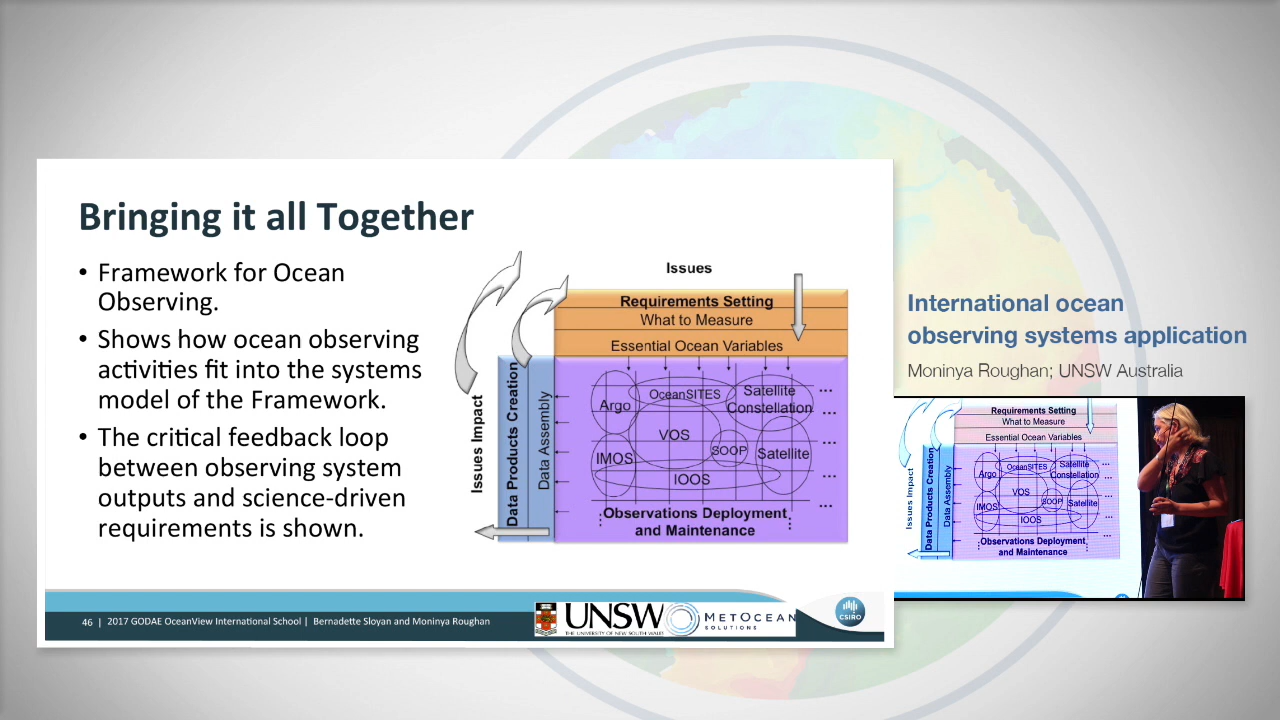 Bringing it all Together
• Framework for Ocean
Observing.
• Shows how ocean observing
activities fit into the systems
model of the Framework.
• The critical feedback loop
between observing system
outputs and science-driven
requirements is shown.
Issues
Requirements Setting
What to Measure
Essential Ocean Variables
Issues Impact
Data Products Creation
Data Assembly
Argo
OceanSITES
Satellite
Constellation
...
...
VOS
...
IMOS
SOOP
Satellite
IOOS
...
...
Observations Deployment
and Maintenance
46 | 2017 GODAE OceanView International School | Bernadette Sloyan and Moninya Roughan
UNSW
THE UNIVERSITY OF NEW SOUTH WALES
METOCEAN
SOLUTIONS
CSIRO
International ocean
observing systems application
Moninya Roughan; UNSW Australia
Requirements Setting
What to Measure
Essential Ocean Variables
Issues Impact
Data Products Creation
Data Assembly
Argo
OceanSITES
Satellite
Constellation
...
...
VOS
...
IMOS
SOOP
Satellite
IOOS
...
...
Observations Deployment
and Maintenance